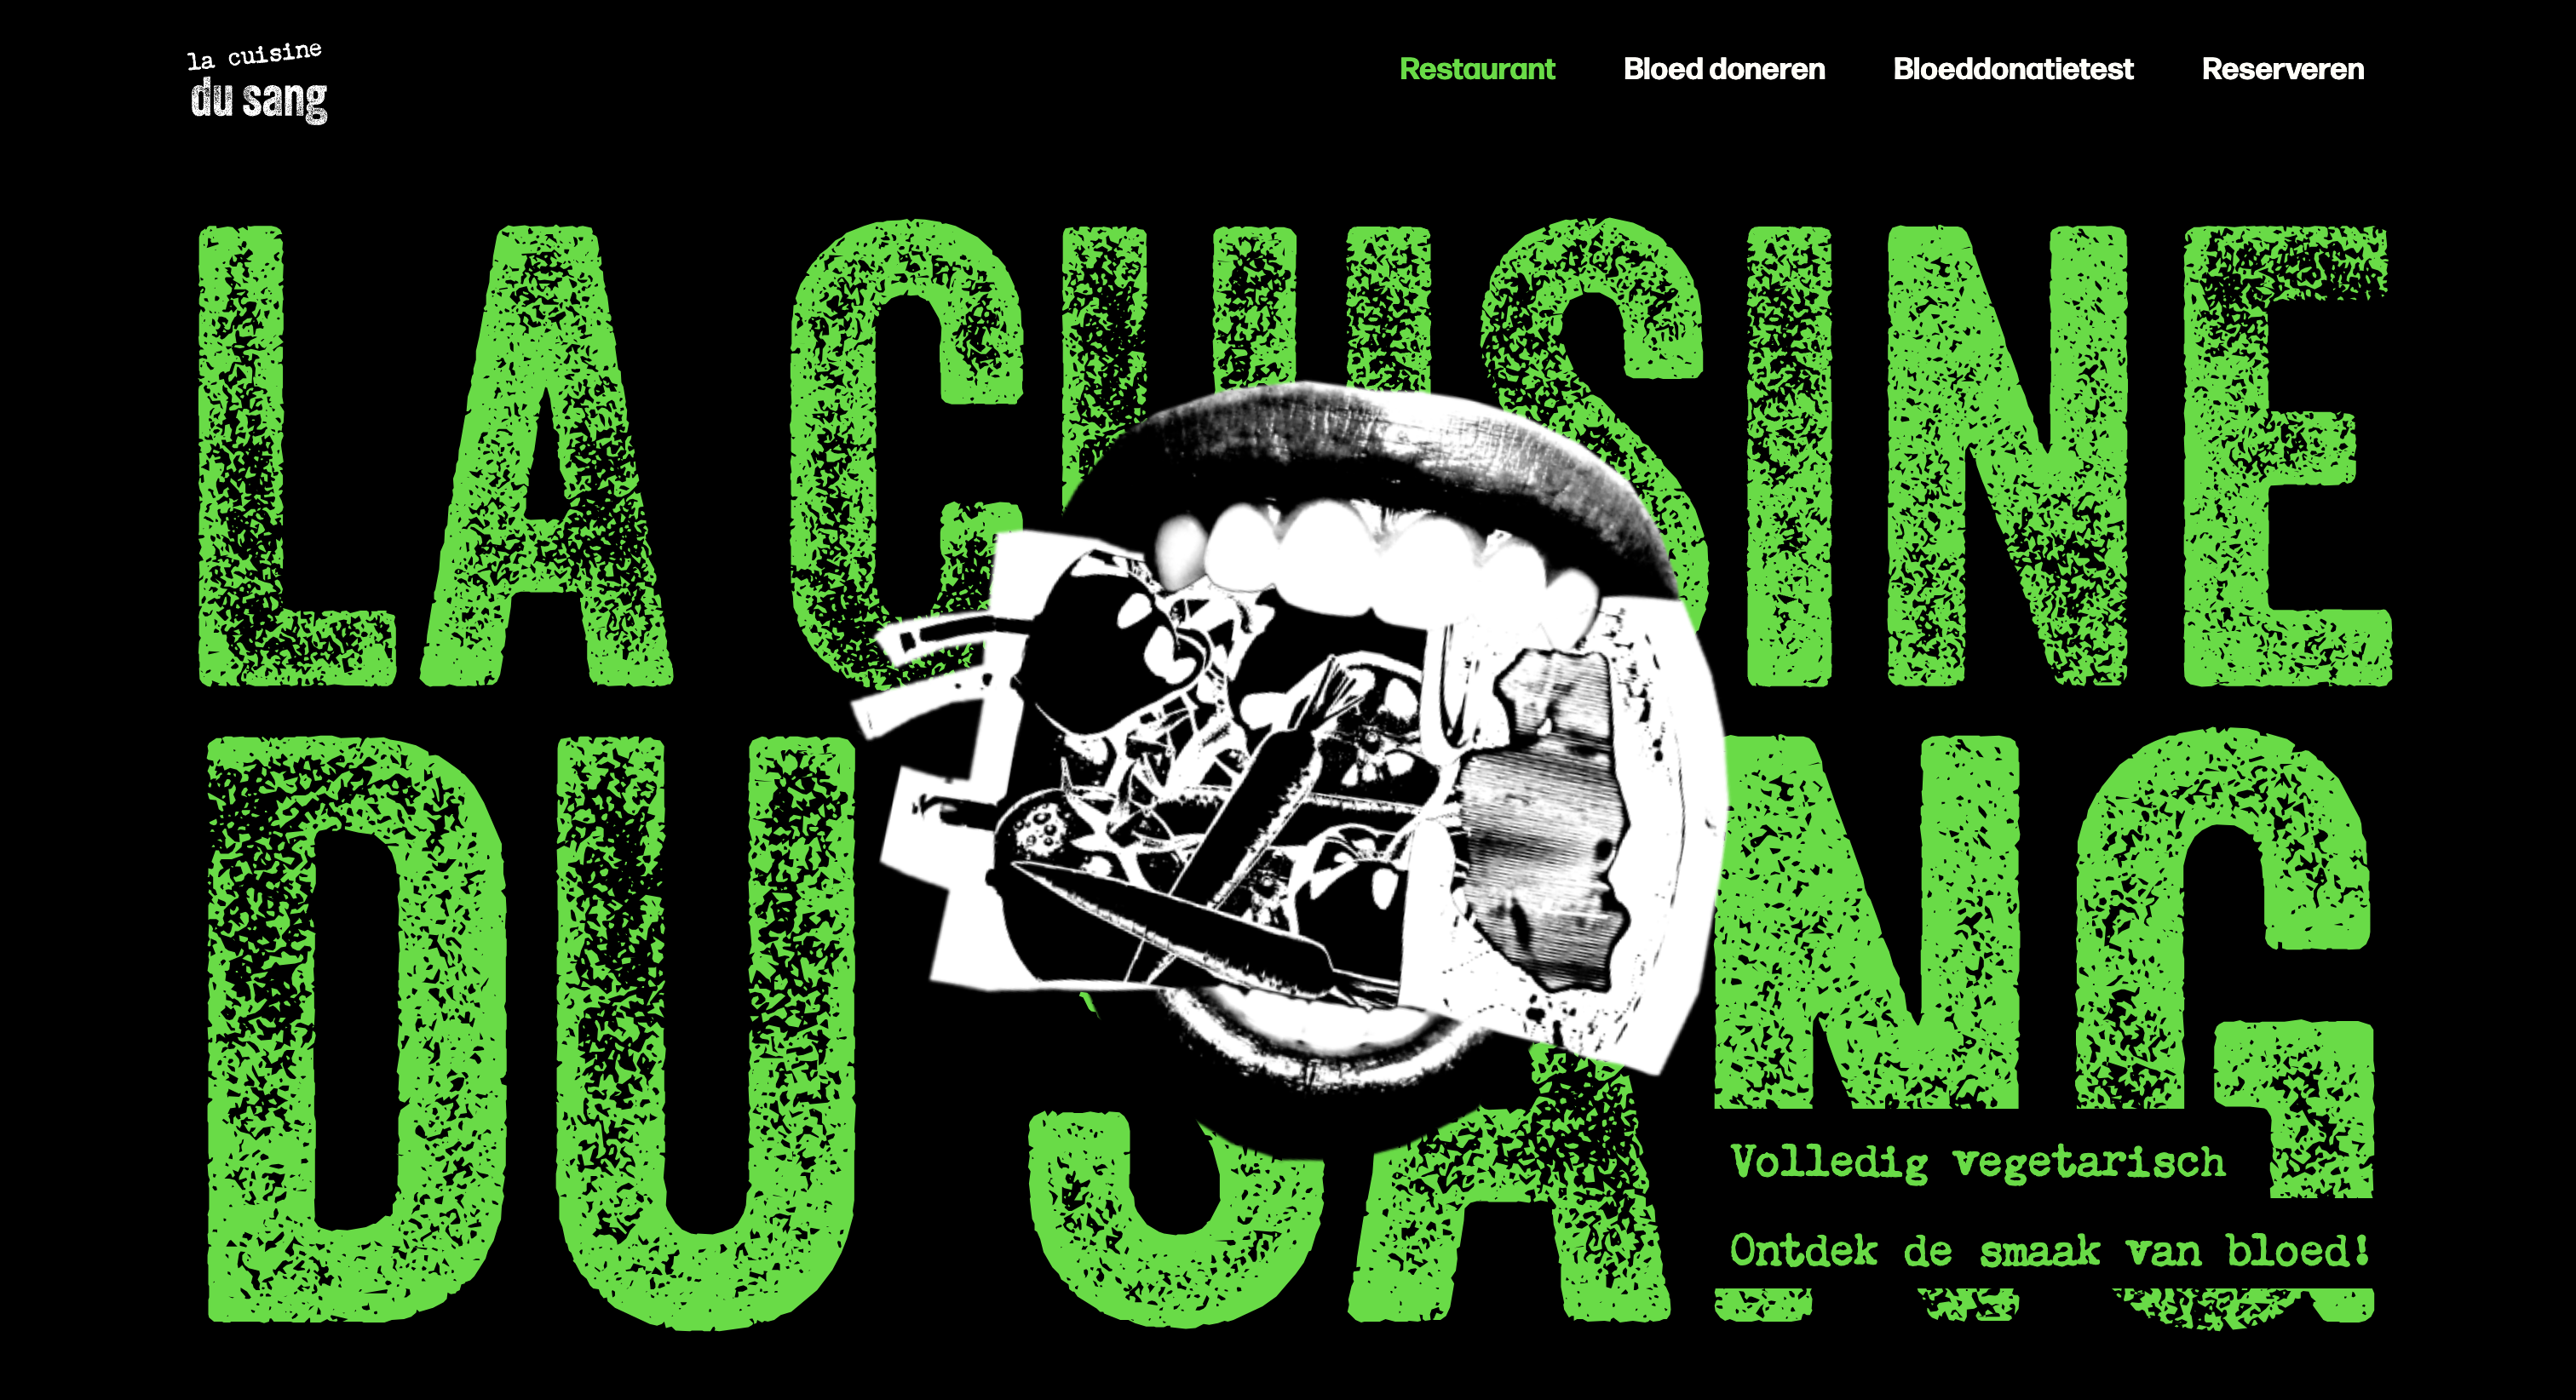 la cuisine
du sang
Restaurant Bloed doneren Bloeddonatietest Reserveren
LA CUISINE
DU SANG
Volledig vegetarisch
Ontdek de smaak van bloed!